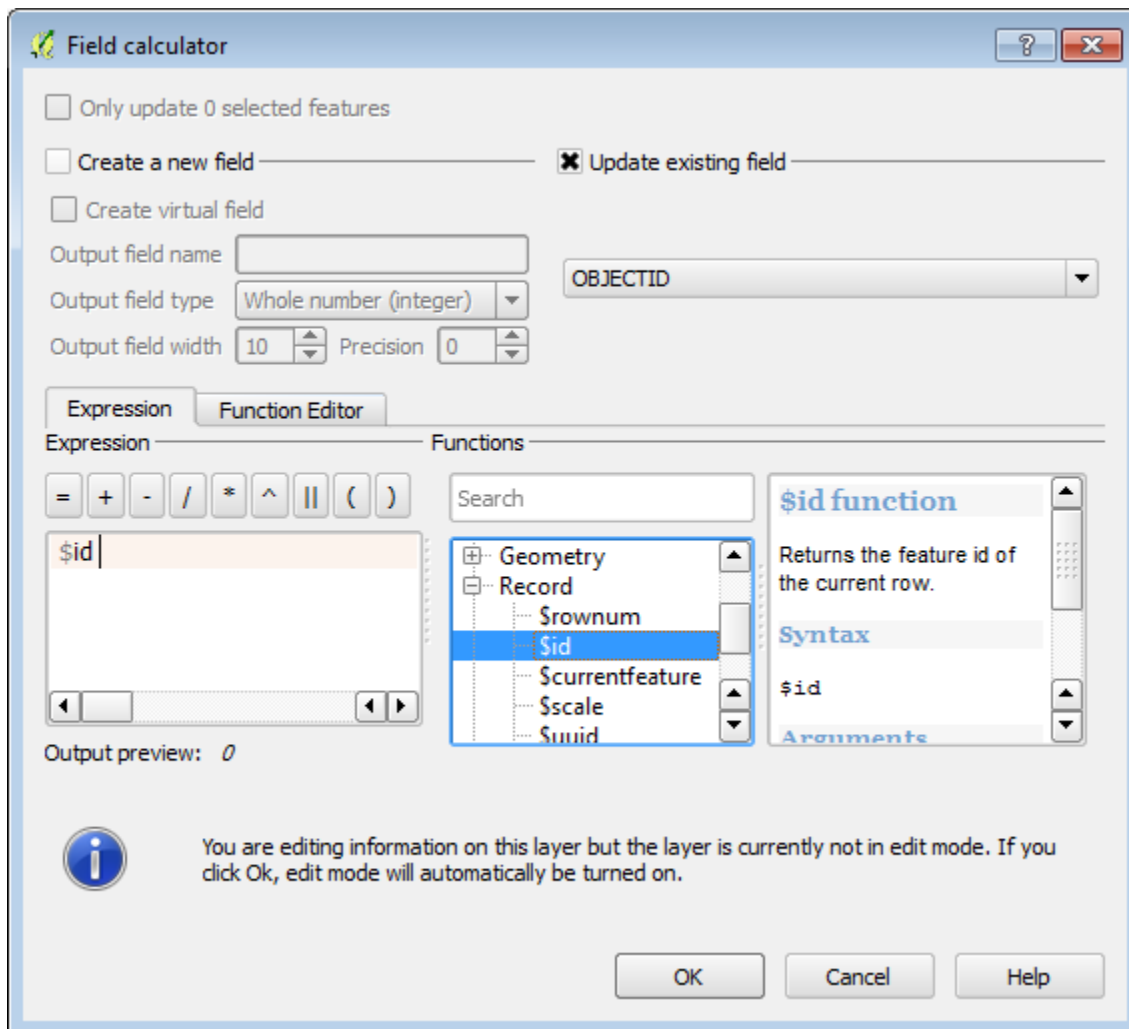 Field calculator
Only update 0 selected features
Create a new field
Update existing field
Create virtual field
Output field name
OBJECTID
Output field type Whole number (integer)
Output field width 10 Precision 0
Expression Function Editor
Expression Functions
= + - / * ^ || ( )
Search
$id function
$id
Geometry
Returns the feature id of
the current row.
Record
$rownum
$id
Syntax
$currentfeature
$id
$scale
$uuid
Arguments
Output preview: 0
You are editing information on this layer but the layer is currently not in edit mode. If you
click Ok, edit mode will automatically be turned on.
OK Cancel Help